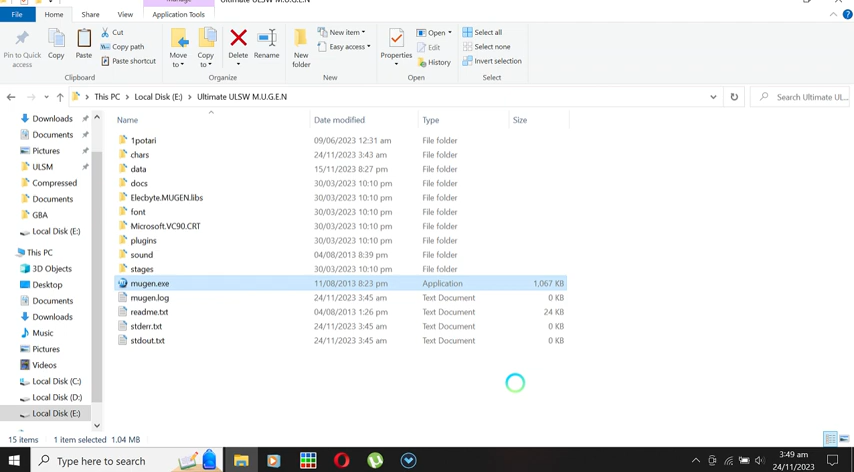 Manage
Ultimate ULSW M.U.G.E.N
File
Home
Share
View
Application Tools
Pin to Quick access
Copy
Paste
Cut
Copy path
Paste shortcut
Clipboard
Move to
Copy to
Delete
Rename
Organize
New folder
New item
Easy access
New
Properties
Open
Edit
History
Open
Select all
Select none
Invert selection
Select
This PC > Local Disk (E:) > Ultimate ULSW M.U.G.E.N
Search Ultimate UL...
Downloads
Documents
Pictures
ULSM
Compressed
Documents
GBA
Local Disk (E:)
This PC
3D Objects
Desktop
Documents
Downloads
Music
Pictures
Videos
Local Disk (C:)
Local Disk (D:)
Local Disk (E:)
Name Date modified Type Size
1potari 09/06/2023 12:31 am File folder
chars 24/11/2023 3:43 am File folder
data 15/11/2023 8:27 pm File folder
docs 30/03/2023 10:10 pm File folder
Elecbyte.MUGEN.libs 30/03/2023 10:10 pm File folder
font 30/03/2023 10:10 pm File folder
Microsoft.VC90.CRT 30/03/2023 10:10 pm File folder
plugins 30/03/2023 10:10 pm File folder
sound 04/08/2013 8:39 pm File folder
stages 30/03/2023 10:10 pm File folder
mugen.exe 11/08/2013 8:23 pm Application 1,067 KB
mugen.log 24/11/2023 3:45 am Text Document 0 KB
readme.txt 04/08/2013 1:26 pm Text Document 24 KB
stderr.txt 24/11/2023 3:45 am Text Document 0 KB
stdout.txt 24/11/2023 3:45 am Text Document 0 KB
15 items 1 item selected 1.04 MB
Type here to search
3:49 am
24/11/2023